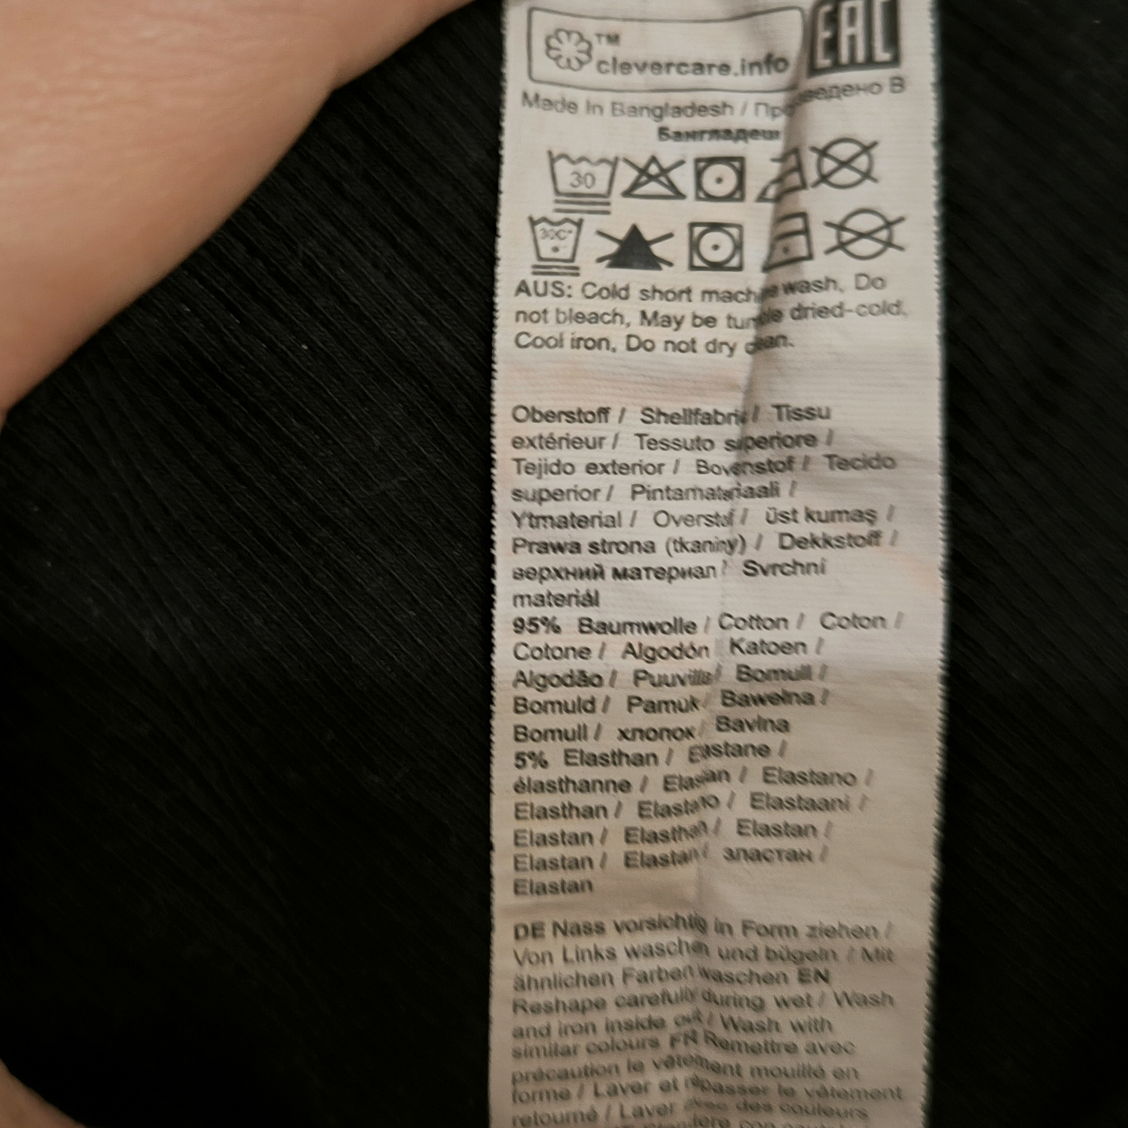 TM
clevercare.info
EAC
Made In Bangladesh / Произведено В
Бангладеш
30
30C°
AUS: Cold short machine wash, Do
not bleach, May be tumble dried-cold,
Cool iron, Do not dry clean.
Oberstoff / Shellfabric / Tissu
extérieur / Tessuto superiore /
Tejido exterior / Bovenstof / Tecido
superior / Pintamateriaali /
Ytmaterial / Overstof / üst kumaş /
Prawa strona (tkaniny) / Dekkstoff /
верхний материал / Svrchní
materiál
95% Baumwolle / Cotton / Coton /
Cotone / Algodón Katoen /
Algodão / Puuvilla / Bomull /
Bomuld / Pamuk / Bawełna /
Bomull / хлопок / Bavlna
5% Elasthan / Elastane /
élasthanne / Elastan / Elastano /
Elasthan / Elastano / Elastaani /
Elastan / Elasthan / Elastan /
Elastan / Elastan / эластан /
Elastan
DE Nass vorsichtig in Form ziehen /
Von Links waschen und bügeln / Mit
ähnlichen Farben waschen EN
Reshape carefully during wet / Wash
and iron inside out / Wash with
similar colours FR Remettre avec
précaution le vêtement mouillé en
forme / Laver et repasser le vêtement
retourné / Laver avec des couleurs